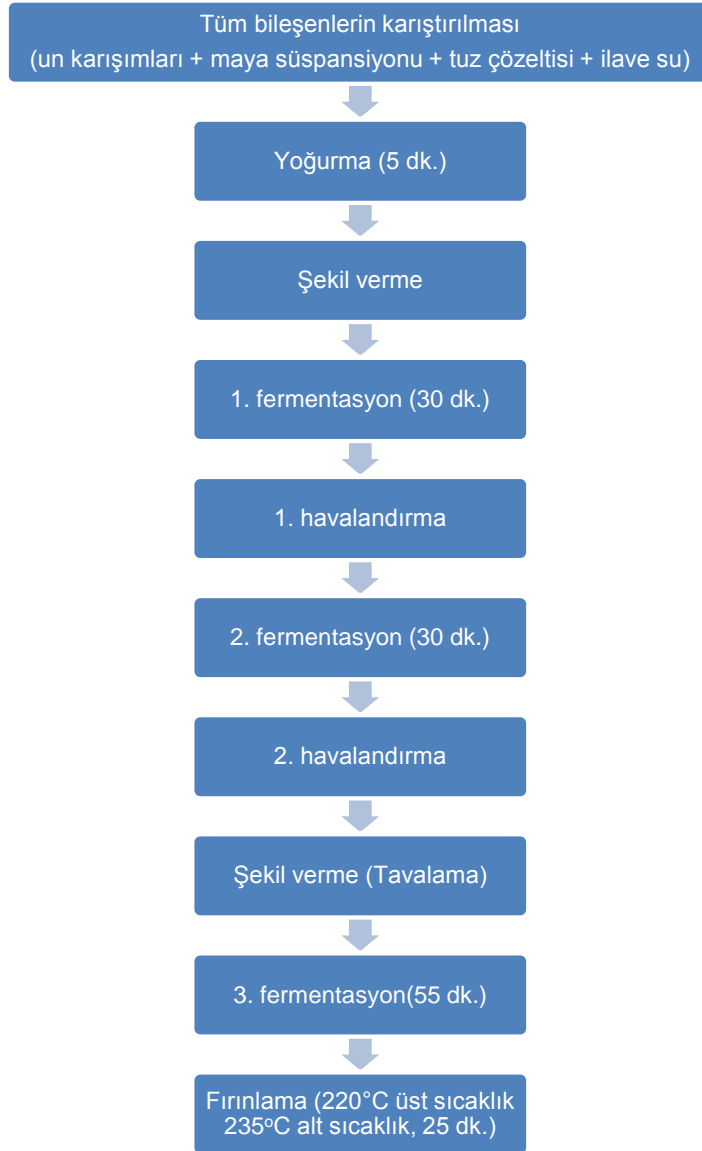 Tüm bileşenlerin karıştırılması
(un karışımları + maya süspansiyonu + tuz çözeltisi + ilave su)
Yoğurma (5 dk.)
Şekil verme
1. fermentasyon (30 dk.)
1. havalandırma
2. fermentasyon (30 dk.)
2. havalandırma
Şekil verme (Tavalama)
3. fermentasyon(55 dk.)
Fırınlama (220°C üst sıcaklık
235ºC alt sıcaklık, 25 dk.)